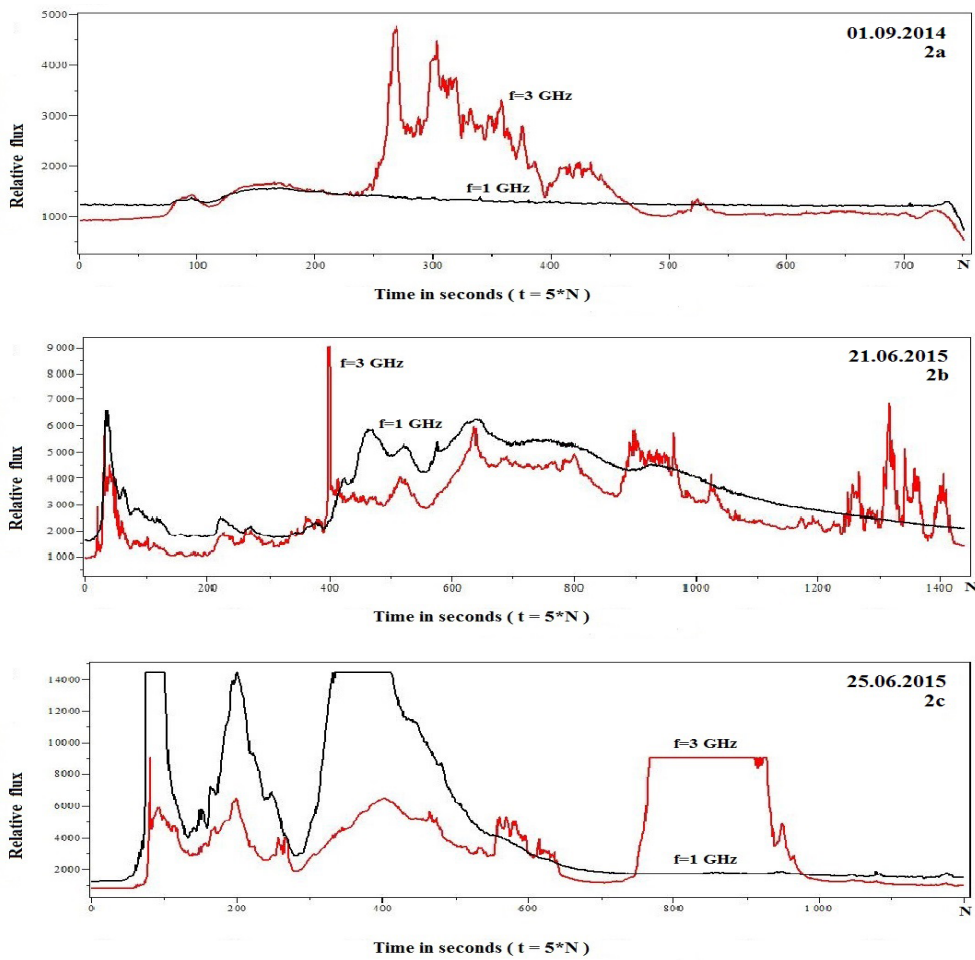 5000
01.09.2014
2a
4000
f=3 GHz
3000
Relative flux
2000
f=1 GHz
1000
0 100 200 300 400 500 600 700 N
Time in seconds ( t = 5*N )
9 000
f=3 GHz
21.06.2015
2b
8 000
7 000
f=1 GHz
6 000
5 000
Relative flux
4 000
3 000
2 000
1 000
0 200 400 600 800 1000 1200 1400 N
Time in seconds ( t = 5*N )
14000
25.06.2015
2c
12000
f=3 GHz
10000
8000
Relative flux
6000
4000
f=1 GHz
2000
0 200 400 600 800 1 000 N
Time in seconds ( t = 5*N )